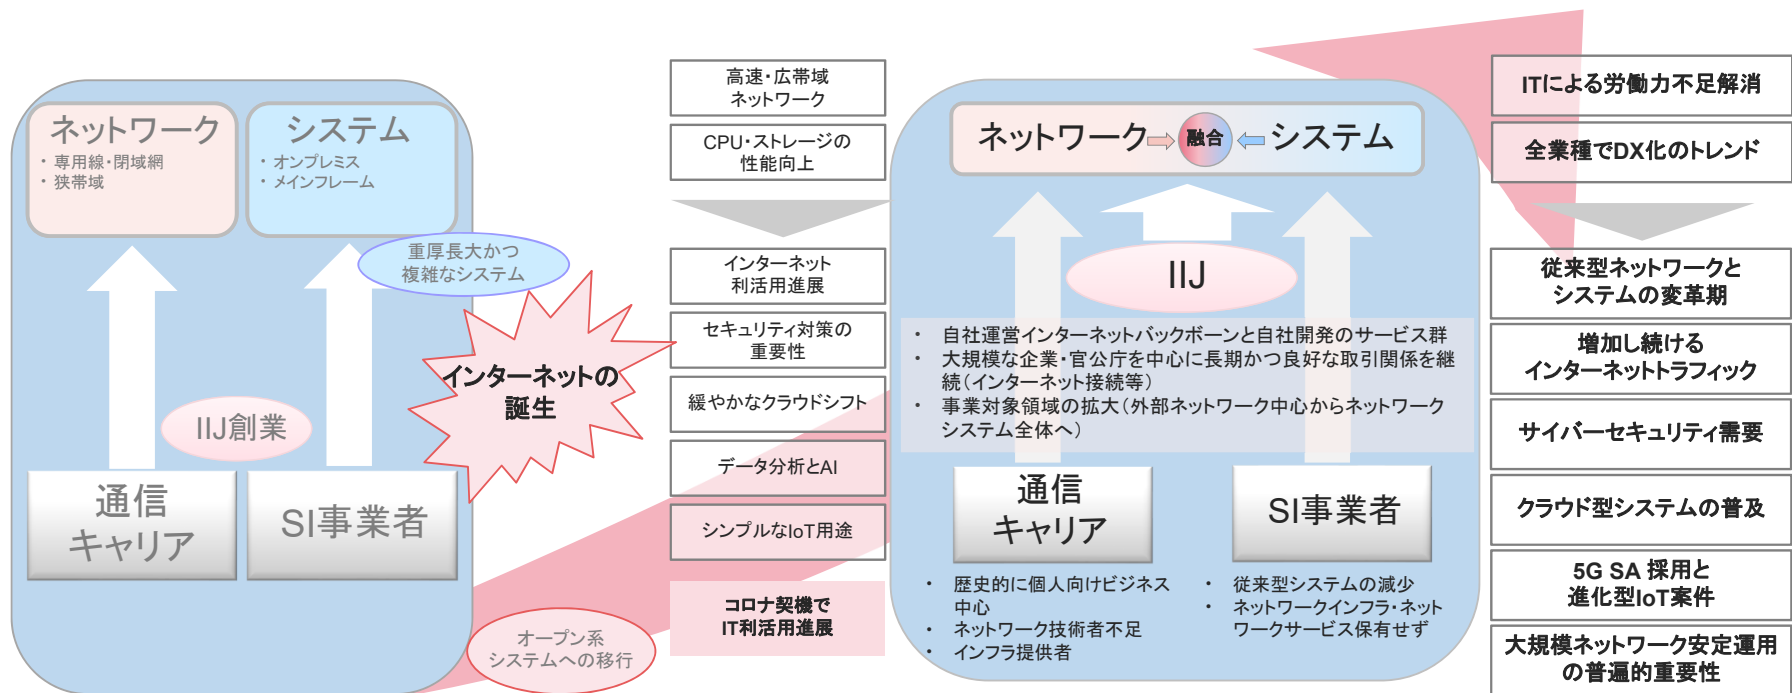 ネットワーク
・ 専用線・閉域網
・ 狭帯域
システム
・ オンプレミス
・ メインフレーム
重厚長大かつ
複雑なシステム
インターネットの
誕生
IIJ創業
通信
キャリア
SI事業者
オープン系
システムへの移行
高速・広帯域
ネットワーク
CPU・ストレージの
性能向上
インターネット
利活用進展
セキュリティ対策の
重要性
緩やかなクラウドシフト
データ分析とAI
シンプルなIoT用途
コロナ契機で
IT利活用進展
ネットワーク
融合
システム
IIJ
・ 自社運営インターネットバックボーンと自社開発のサービス群
・ 大規模な企業・官公庁を中心に長期かつ良好な取引関係を継
続(インターネット接続等)
・ 事業対象領域の拡大(外部ネットワーク中心からネットワーク
システム全体へ)
通信
キャリア
SI事業者
・ 歴史的に個人向けビジネス
中心
・ ネットワーク技術者不足
・ インフラ提供者
・ 従来型システムの減少
・ ネットワークインフラ・ネット
ワークサービス保有せず
ITによる労働力不足解消
全業種でDX化のトレンド
従来型ネットワークと
システムの変革期
増加し続ける
インターネットトラフィック
サイバーセキュリティ需要
クラウド型システムの普及
5G SA 採用と
進化型IoT案件
大規模ネットワーク安定運用
の普遍的重要性